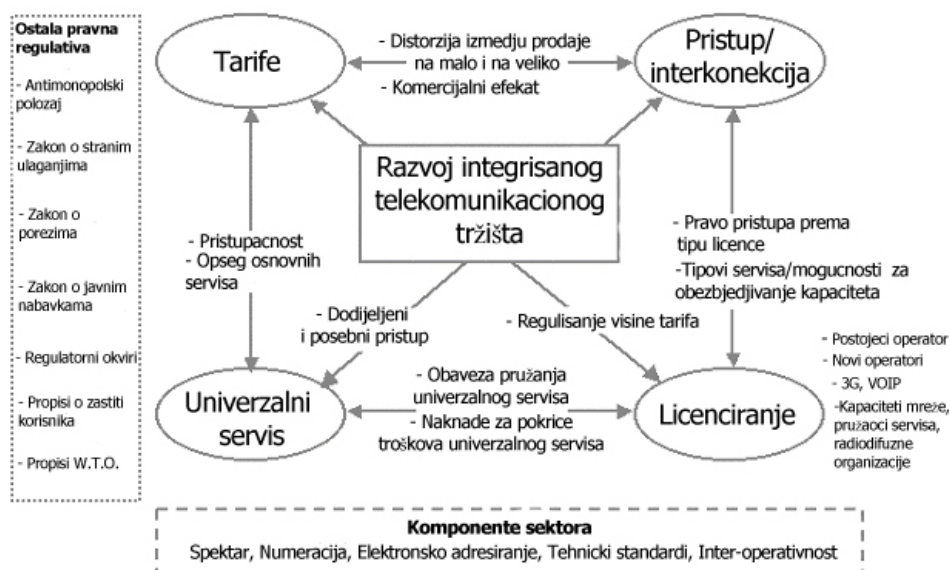 Ostala pravna
regulativa
- Antimonopolski
polozaj
- Zakon o stranim
ulaganjima
- Zakon o
porezima
- Zakon o javnim
nabavkama
- Regulatorni okviri
- Propisi o zastiti
korisnika
- Propisi W.T.O.
Tarife
- Distorzija izmedju prodaje
na malo i na veliko
- Komercijalni efekat
Pristup/
interkonekcija
Razvoj integrisanog
telekomunikacionog
tržišta
- Pristupacnost
- Opseg osnovnih
servisa
- Pravo pristupa prema
tipu licence
-Tipovi servisa/mogucnosti za
obezbjedjivanje kapaciteta
- Dodijeljeni
i posebni pristup
- Regulisanje visine tarifa
Univerzalni
servis
- Obaveza pružanja
univerzalnog servisa
- Naknade za pokrice
troškova univerzalnog servisa
Licenciranje
- Postojeci operator
- Novi operatori
- 3G, VOIP
-Kapaciteti mreže,
pružaoci servisa,
radiodifuzne
organizacije
Komponente sektora
Spektar, Numeracija, Elektronsko adresiranje, Tehnicki standardi, Inter-operativnost